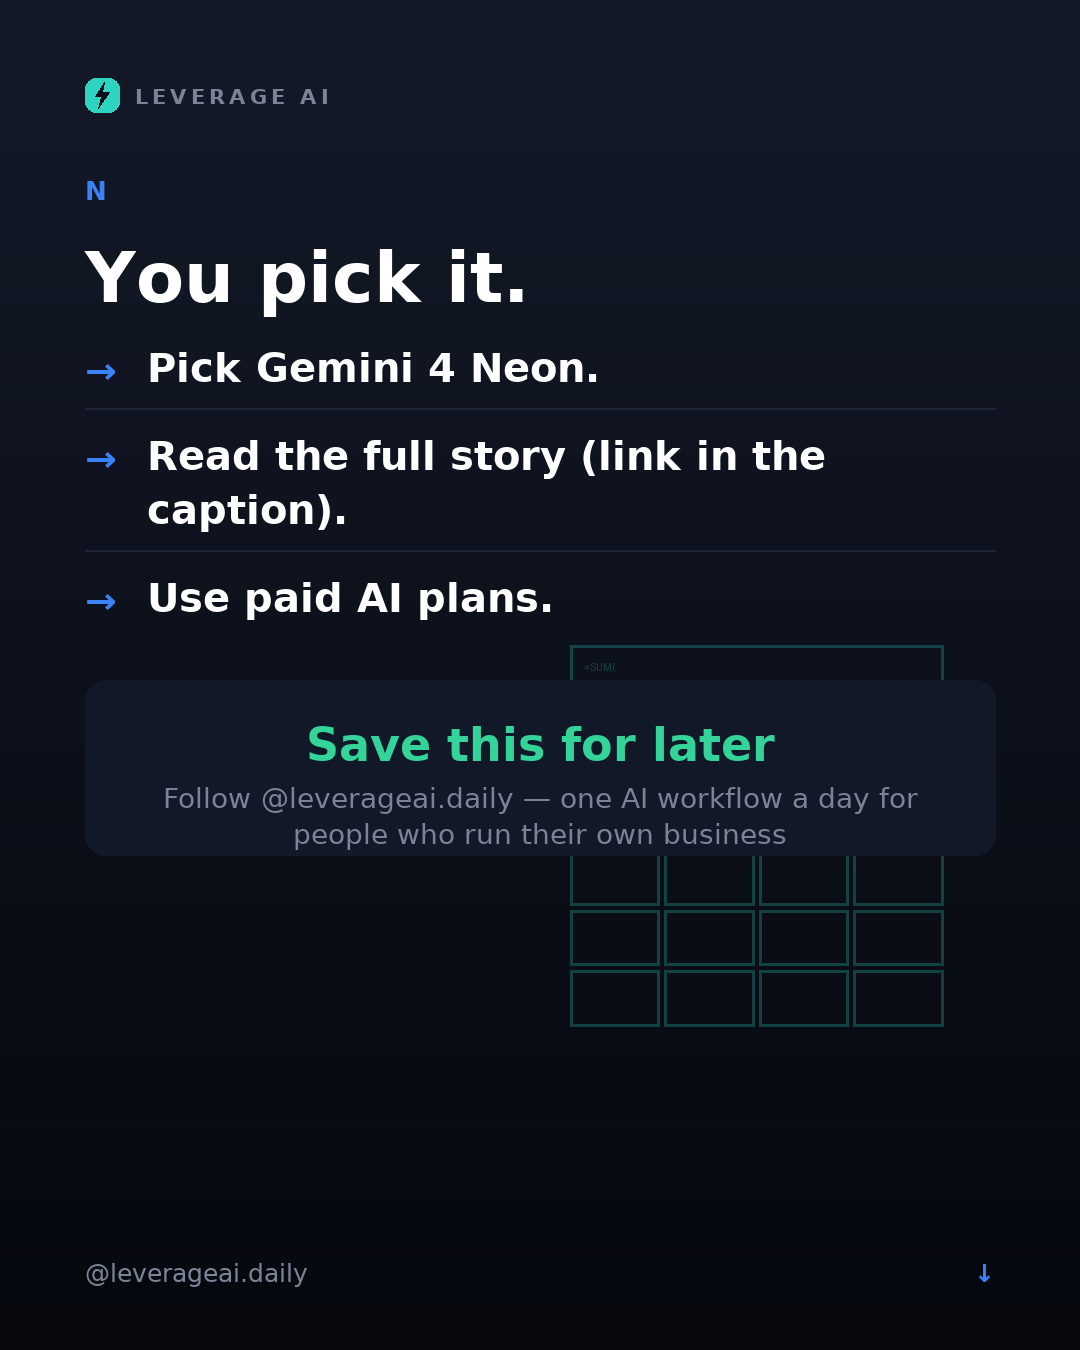 LEVERAGE AI
N
You pick it.
→ Pick Gemini 4 Neon.
→ Read the full story (link in the
caption).
→ Use paid AI plans.
=SUM(
Save this for later
Follow @leverageai.daily — one AI workflow a day for
people who run their own business
@leverageai.daily ↓